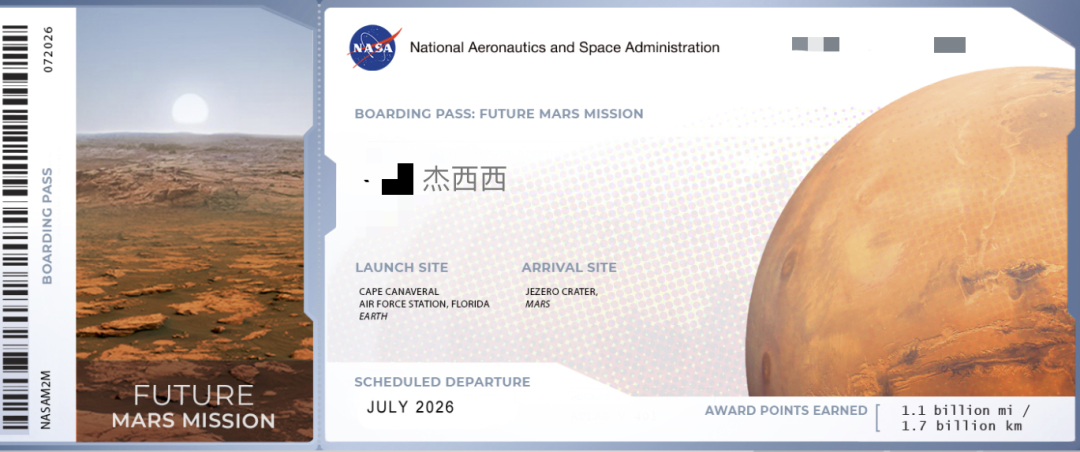 072026
BOARDING PASS
NASAM2M
FUTURE
MARS MISSION
NASA
National Aeronautics and Space Administration
BOARDING PASS: FUTURE MARS MISSION
杰西西
LAUNCH SITE
CAPE CANAVERAL
AIR FORCE STATION, FLORIDA
EARTH
ARRIVAL SITE
JEZERO CRATER,
MARS
SCHEDULED DEPARTURE
JULY 2026
AWARD POINTS EARNED
1.1 billion mi /
1.7 billion km